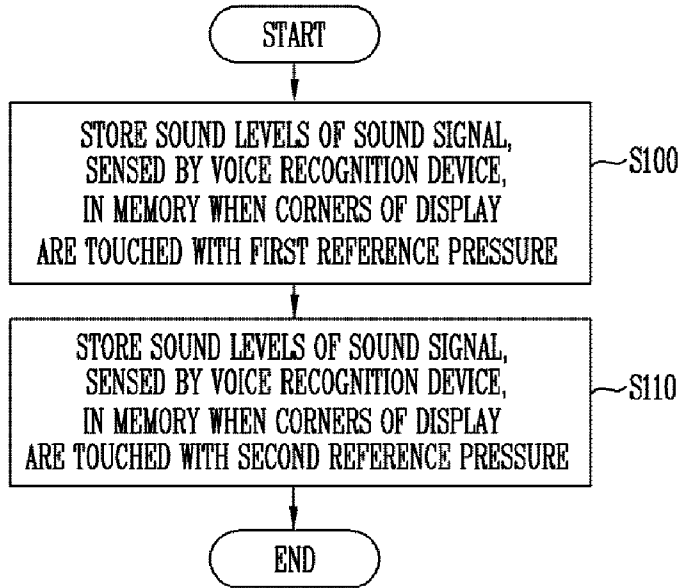 START
STORE SOUND LEVELS OF SOUND SIGNAL,
SENSED BY VOICE RECOGNITION DEVICE,
IN MEMORY WHEN CORNERS OF DISPLAY
ARE TOUCHED WITH FIRST REFERENCE PRESSURE
S100
STORE SOUND LEVELS OF SOUND SIGNAL,
SENSED BY VOICE RECOGNITION DEVICE,
IN MEMORY WHEN CORNERS OF DISPLAY
ARE TOUCHED WITH SECOND REFERENCE PRESSURE
S110
END